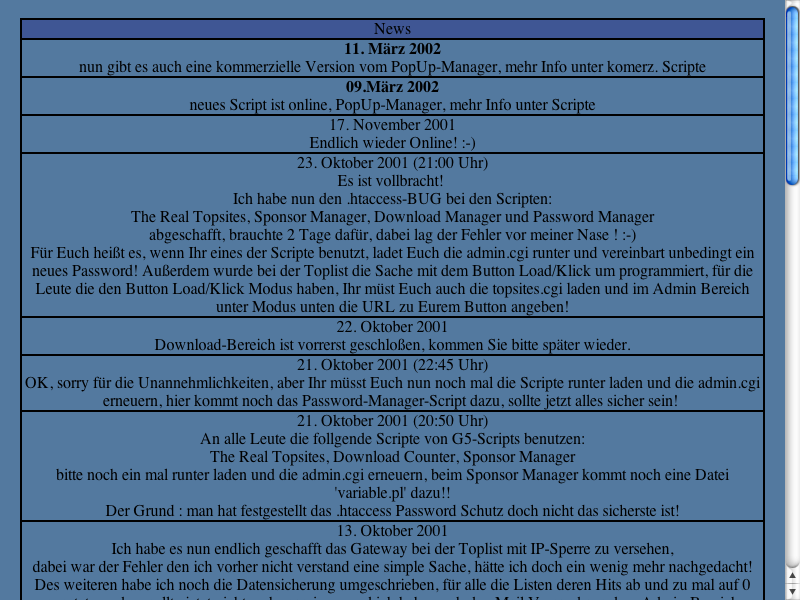 News
11. März 2002
nun gibt es auch eine kommerzielle Version vom PopUp-Manager, mehr Info unter komerz. Scripte
09.März 2002
neues Script ist online, PopUp-Manager, mehr Info unter Scripte
17. November 2001
Endlich wieder Online! :-)
23. Oktober 2001 (21:00 Uhr)
Es ist vollbracht!
Ich habe nun den .htaccess-BUG bei den Scripten:
The Real Topsites, Sponsor Manager, Download Manager und Password Manager
abgeschafft, brauchte 2 Tage dafür, dabei lag der Fehler vor meiner Nase ! :-)
Für Euch heißt es, wenn Ihr eines der Scripte benutzt, ladet Euch die admin.cgi runter und vereinbart unbedingt ein
neues Password! Außerdem wurde bei der Toplist die Sache mit dem Button Load/Klick um programmiert, für die
Leute die den Button Load/Klick Modus haben, Ihr müst Euch auch die topsites.cgi laden und im Admin Bereich
unter Modus unten die URL zu Eurem Button angeben!
22. Oktober 2001
Download-Bereich ist vorrerst geschloßen, kommen Sie bitte später wieder.
21. Oktober 2001 (22:45 Uhr)
OK, sorry für die Unannehmlichkeiten, aber Ihr müsst Euch nun noch mal die Scripte runter laden und die admin.cgi
erneuern, hier kommt noch das Password-Manager-Script dazu, sollte jetzt alles sicher sein!
21. Oktober 2001 (20:50 Uhr)
An alle Leute die follgende Scripte von G5-Scripts benutzen:
The Real Topsites, Download Counter, Sponsor Manager
bitte noch ein mal runter laden und die admin.cgi erneuern, beim Sponsor Manager kommt noch eine Datei
'variable.pl' dazu!!
Der Grund : man hat festgestellt das .htaccess Password Schutz doch nicht das sicherste ist!
13. Oktober 2001
Ich habe es nun endlich geschafft das Gateway bei der Toplist mit IP-Sperre zu versehen,
dabei war der Fehler den ich vorher nicht verstand eine simple Sache, hätte ich doch ein wenig mehr nachgedacht!
Des weiteren habe ich noch die Datensicherung umgeschrieben, für alle die Listen deren Hits ab und zu mal auf 0